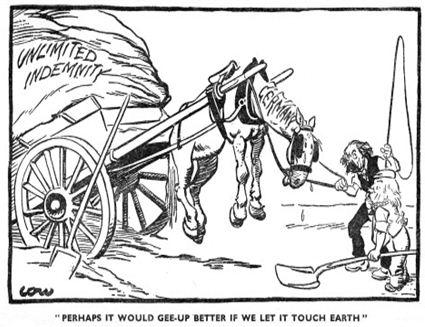 UNLIMITED
INDEMNITY
GERMANY
LOW
"PERHAPS IT WOULD GEE-UP BETTER IF WE LET IT TOUCH EARTH"